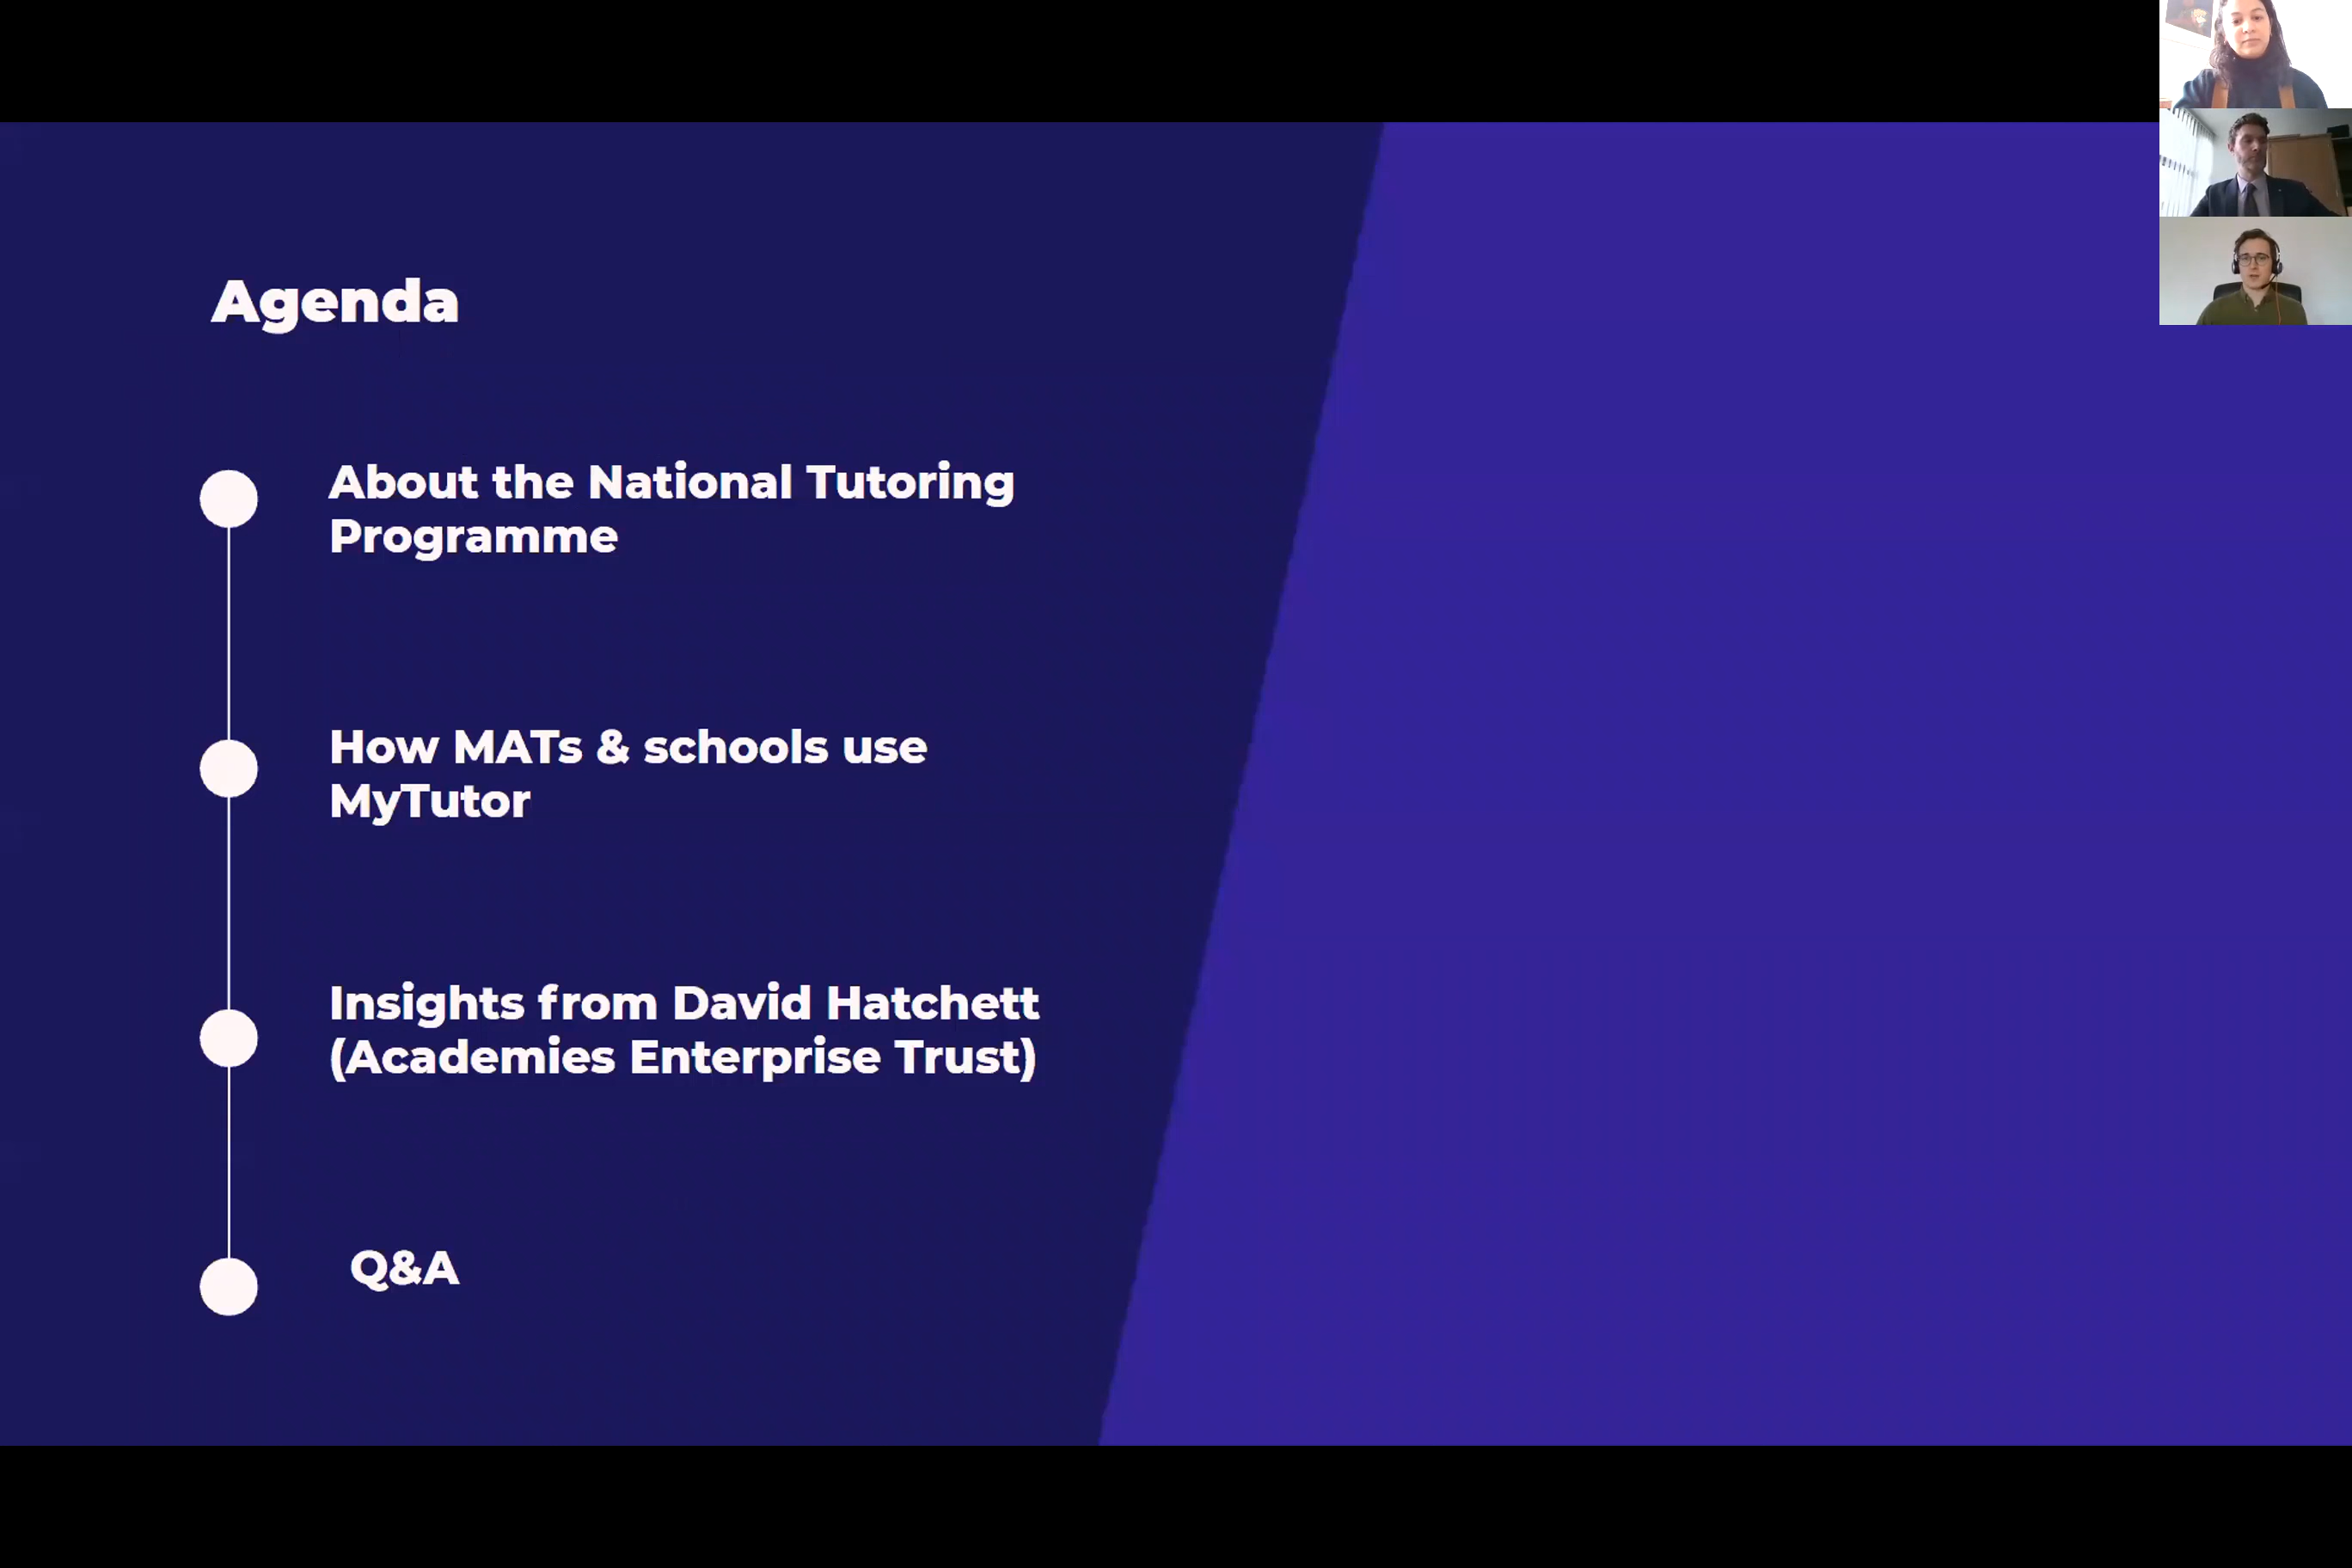 Agenda
About the National Tutoring
Programme
How MATs & schools use
MyTutor
Insights from David Hatchett
(Academies Enterprise Trust)
Q&A